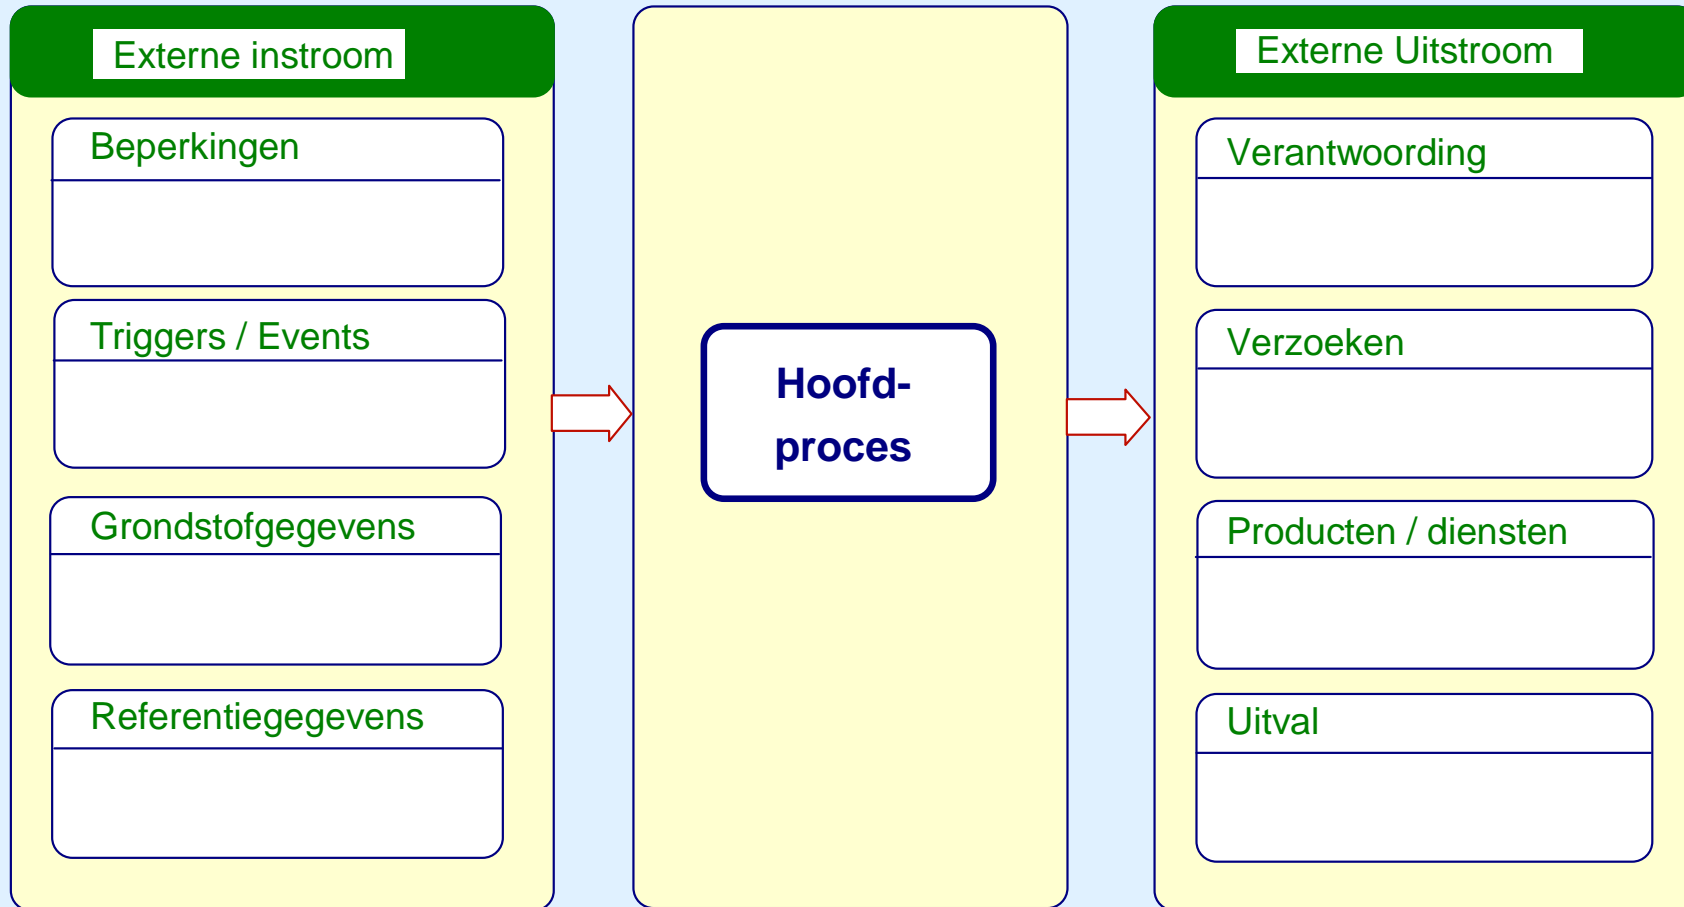 Externe instroom
Beperkingen
Triggers / Events
Grondstofgegevens
Referentiegegevens
Hoofd-
proces
Externe Uitstroom
Verantwoording
Verzoeken
Producten / diensten
Uitval